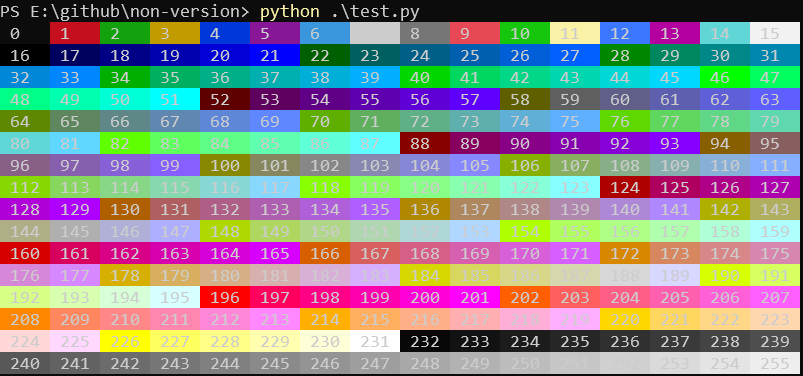 PS E:\github\non-version> python .\test.py
0 1 2 3 4 5 6 8 9 10 11 12 13 14 15
16 17 18 19 20 21 22 23 24 25 26 27 28 29 30 31
32 33 34 35 36 37 38 39 40 41 42 43 44 45 46 47
48 49 50 51 52 53 54 55 56 57 58 59 60 61 62 63
64 65 66 67 68 69 70 71 72 73 74 75 76 77 78 79
80 81 82 83 84 85 86 87 88 89 90 91 92 93 94 95
96 97 98 99 100 101 102 103 104 105 106 107 108 109 110 111
112 113 114 115 116 117 118 119 120 121 122 123 124 125 126 127
128 129 130 131 132 133 134 135 136 137 138 139 140 141 142 143
144 145 146 147 148 149 150 151 152 153 154 155 156 157 158 159
160 161 162 163 164 165 166 167 168 169 170 171 172 173 174 175
176 177 178 179 180 181 182 183 184 185 186 187 188 189 190 191
192 193 194 195 196 197 198 199 200 201 202 203 204 205 206 207
208 209 210 211 212 213 214 215 216 217 218 219 220 221 222 223
224 225 226 227 228 229 230 231 232 233 234 235 236 237 238 239
240 241 242 243 244 245 246 247 248 249 250 253 254 255